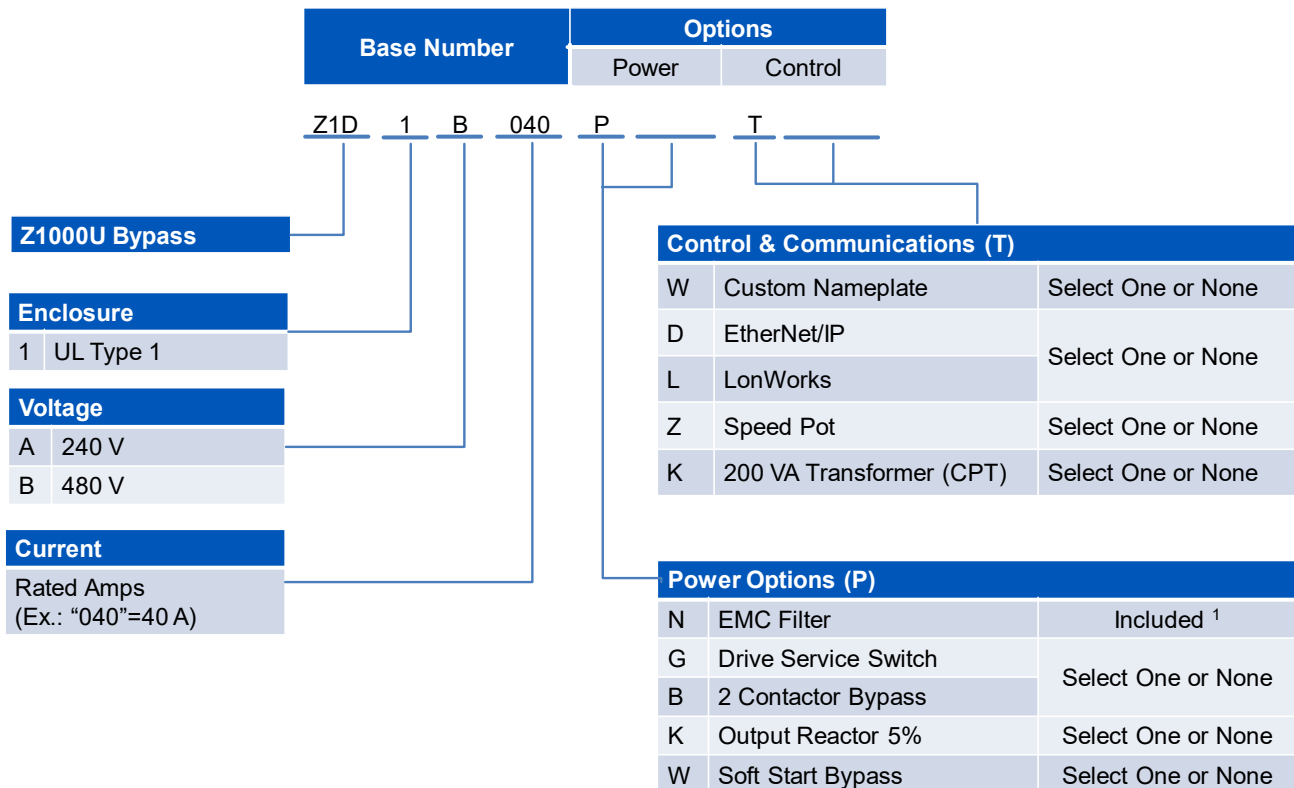 Base Number
Options
Power Control
Z1D 1 B 040 P T
Z1000U Bypass
Enclosure
1 UL Type 1
Voltage
A 240 V
B 480 V
Current
Rated Amps
(Ex.: “040”=40 A)
Control & Communications (T)
W Custom Nameplate Select One or None
D EtherNet/IP
Select One or None
L LonWorks
Z Speed Pot Select One or None
K 200 VA Transformer (CPT) Select One or None
Power Options (P)
N EMC Filter Included 1
G Drive Service Switch
Select One or None
B 2 Contactor Bypass
K Output Reactor 5% Select One or None
W Soft Start Bypass Select One or None